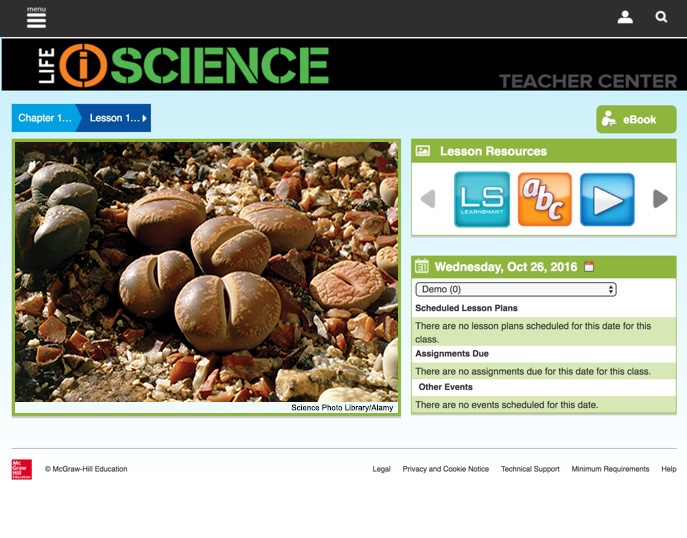 menu
LIFE iSCIENCE
TEACHER CENTER
Chapter 1... Lesson 1...
eBook
Lesson Resources
LS
LEARNSMART
abc
31 Wednesday, Oct 26, 2016
Demo (0)
Scheduled Lesson Plans
There are no lesson plans scheduled for this date for this
class.
Assignments Due
There are no assignments due for this date for this class.
Other Events
There are no events scheduled for this date.
Science Photo Library/Alamy
Mc
Graw
Hill
Education
© McGraw-Hill Education
Legal Privacy and Cookie Notice Technical Support Minimum Requirements Help